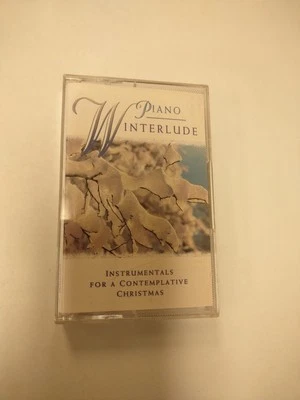 PIANO
WINTERLUDE
INSTRUMENTALS
FOR A CONTEMPLATIVE
CHRISTMAS